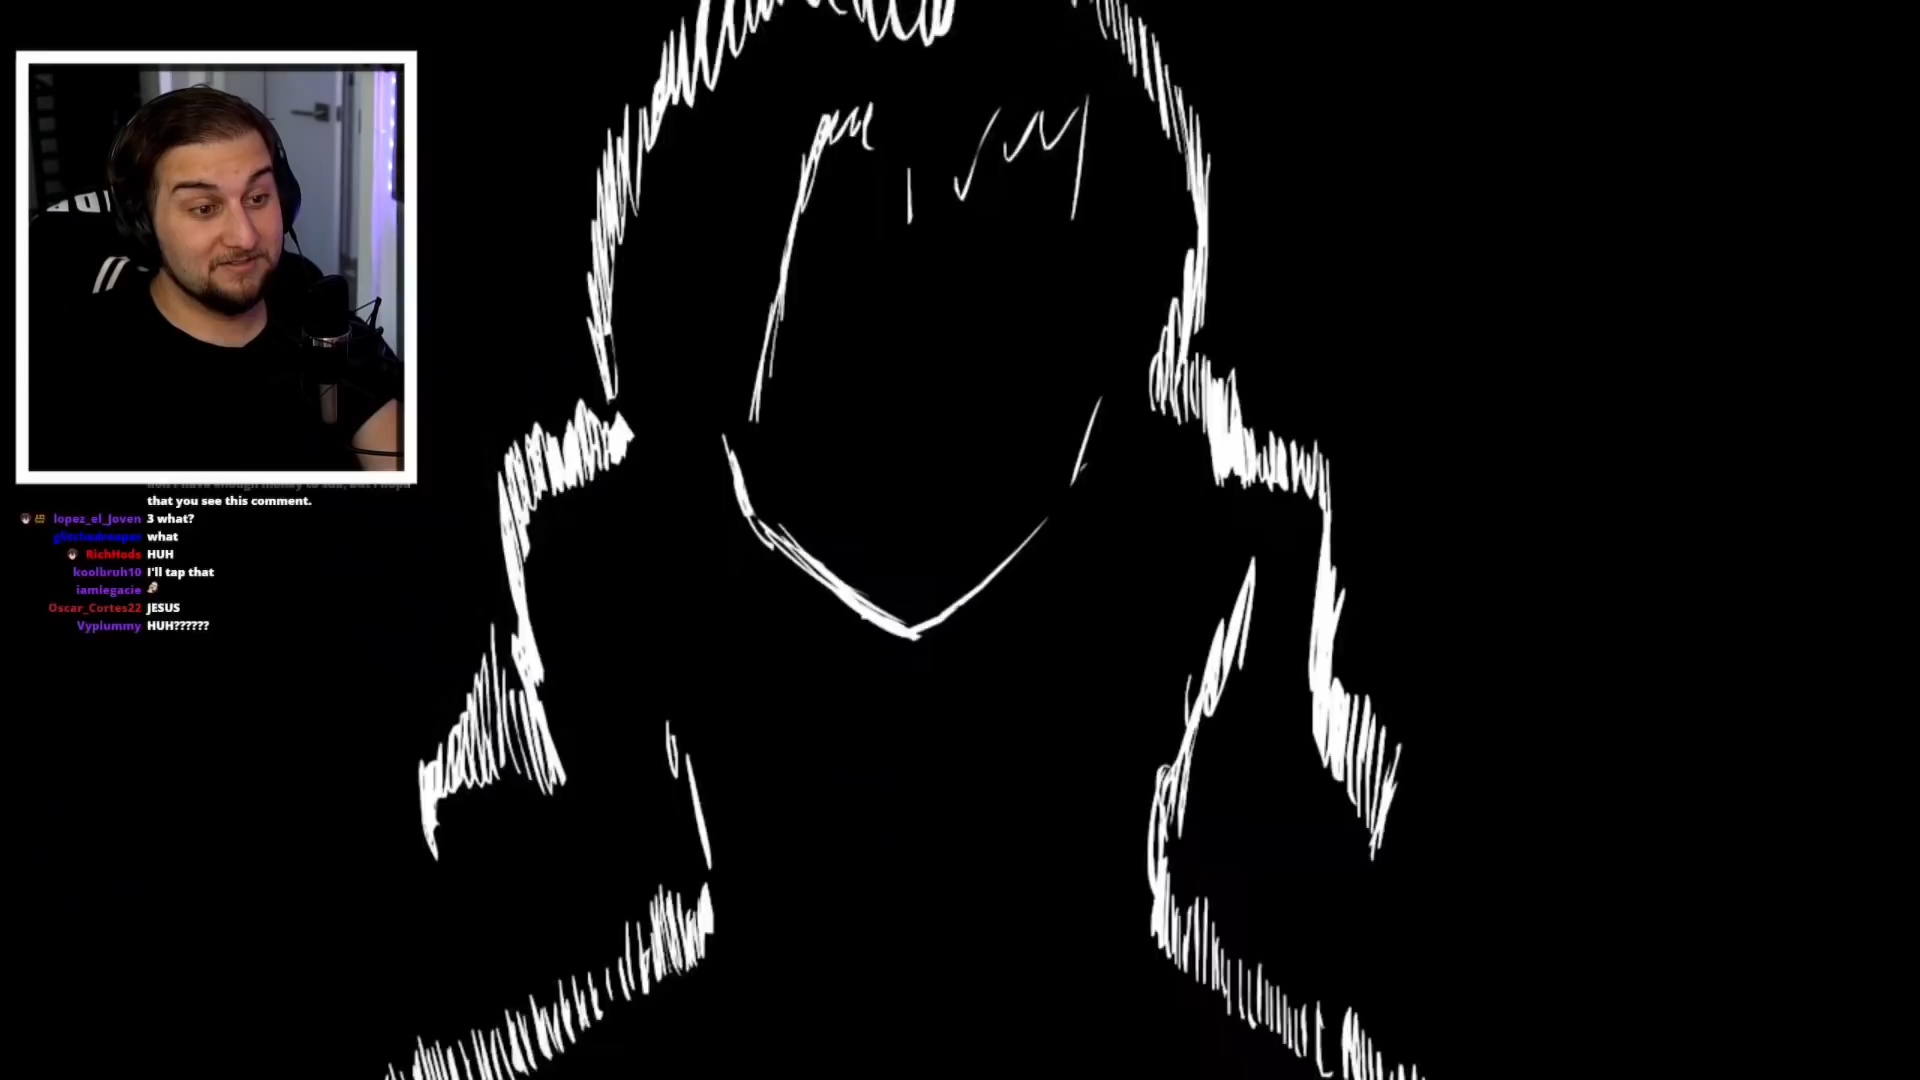 that you see this comment.
lopez_el_Joven 3 what?
glitchedreaper what
RichHods HUH
koolbruh10 I'll tap that
iamlegacie
Oscar_Cortes22 JESUS
Vyplummy HUH??????